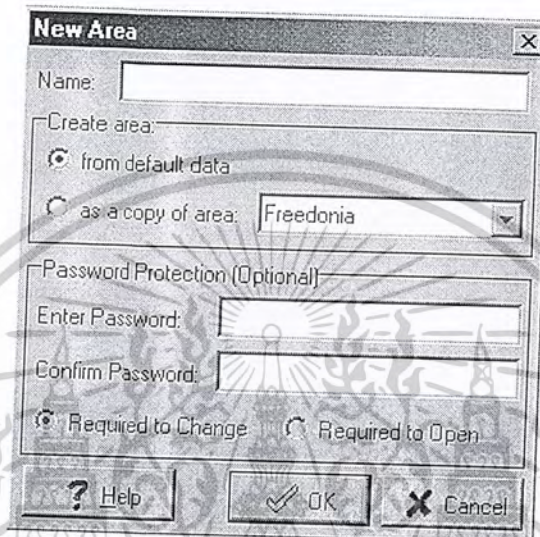 New Area
Name:
Create area:
from default data
as a copy of area: Freedonia
Password Protection (Optional)
Enter Password:
Confirm Password:
Required to Change Required to Open
? Help OK Cancel